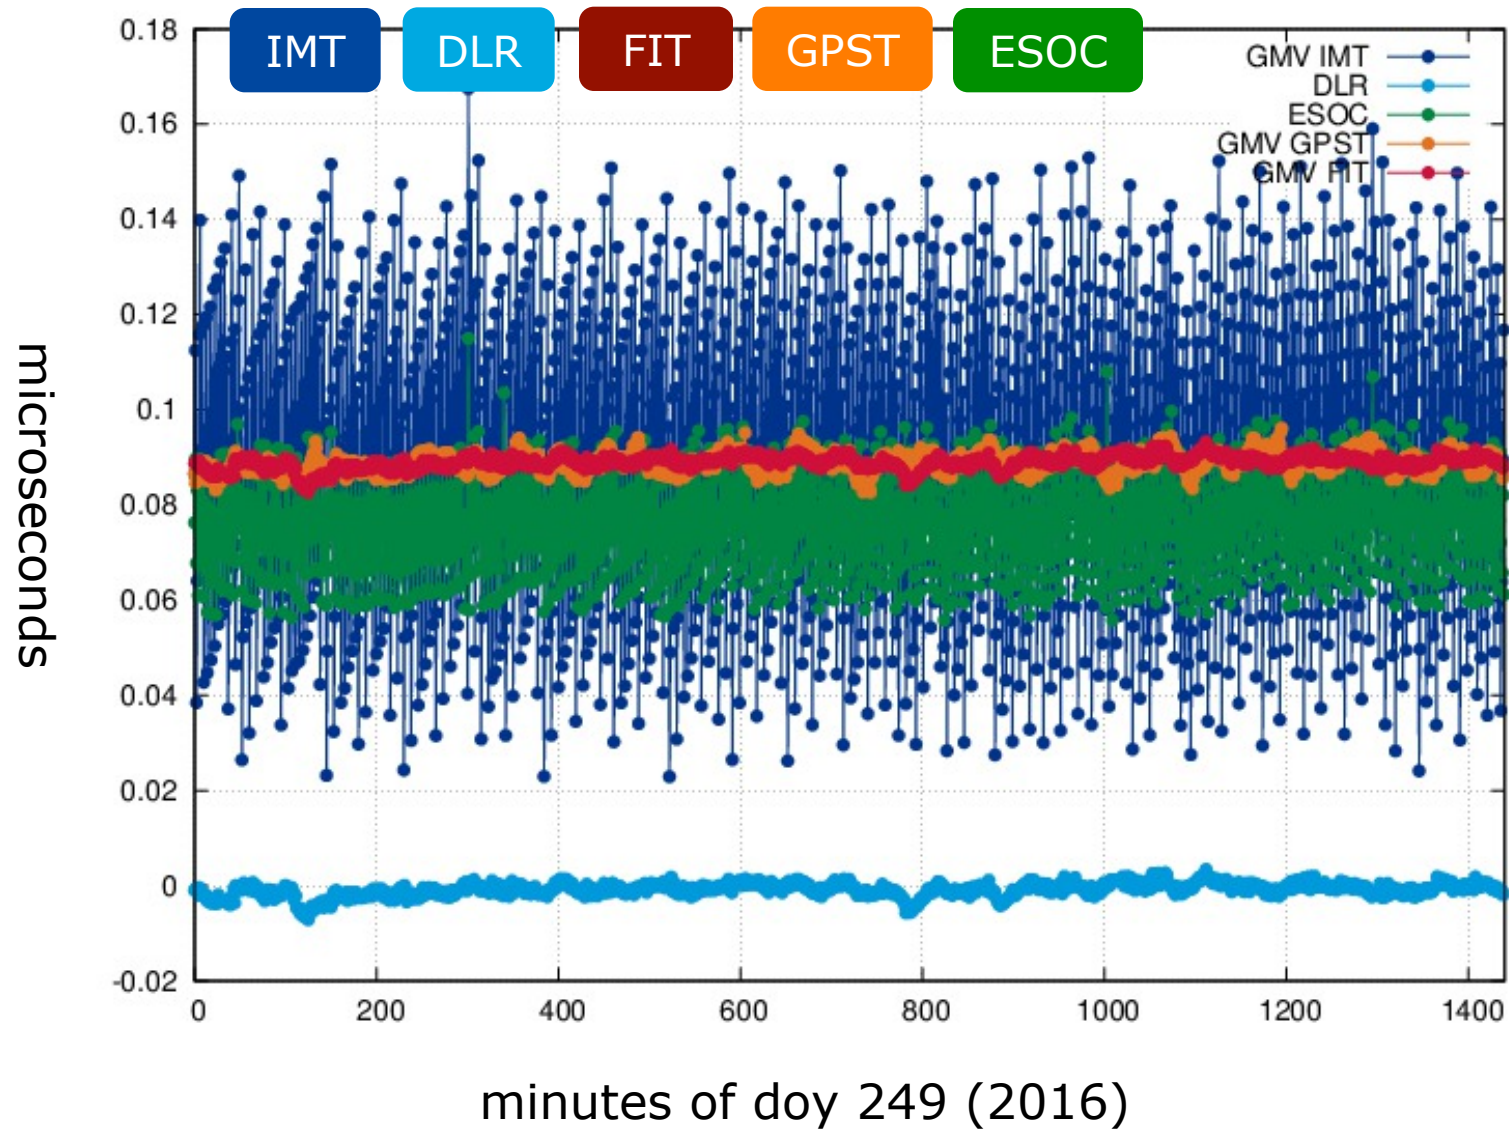 IMT DLR FIT GPST ESOC
GMV IMT
DLR
ESOC
GMV GPST
GMV FIT
0.18
0.16
0.14
0.12
0.1
0.08
0.06
0.04
0.02
0
-0.02
0 200 400 600 800 1000 1200 1400
microseconds
minutes of doy 249 (2016)